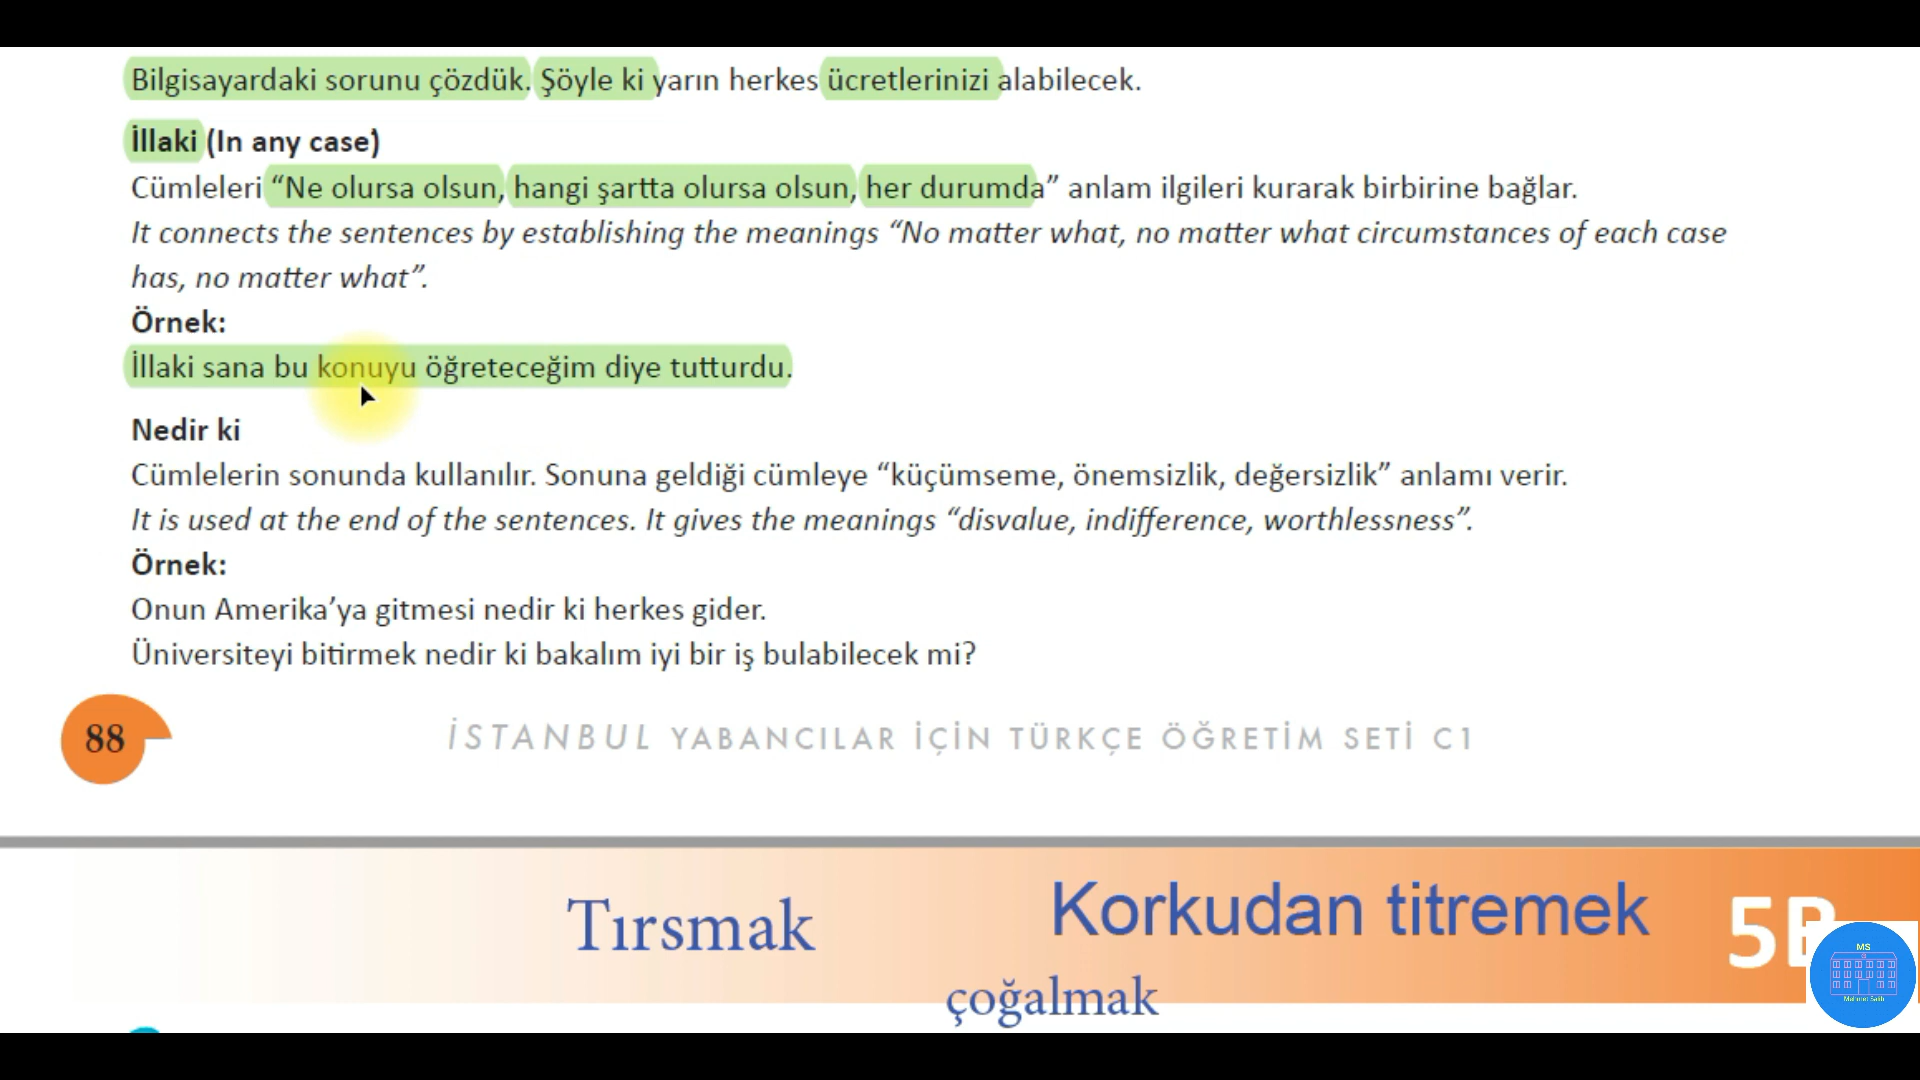 Bilgisayardaki sorunu çözdük. Şöyle ki yarın herkes ücretlerinizi alabilecek.
İllaki (In any case)
Cümleleri “Ne olursa olsun, hangi şartta olursa olsun, her durumda” anlam ilgileri kurarak birbirine bağlar.
It connects the sentences by establishing the meanings “No matter what, no matter what circumstances of each case
has, no matter what”.
Örnek:
İllaki sana bu konuyu öğreteceğim diye tutturdu.
Nedir ki
Cümlelerin sonunda kullanılır. Sonuna geldiği cümleye “küçümseme, önemsizlik, değersizlik” anlamı verir.
It is used at the end of the sentences. It gives the meanings “disvalue, indifference, worthlessness”.
Örnek:
Onun Amerika’ya gitmesi nedir ki herkes gider.
Üniversiteyi bitirmek nedir ki bakalım iyi bir iş bulabilecek mi?
88
İSTANBUL YABANCILAR İÇİN TÜRKÇE ÖĞRETİM SETİ C1
Tırsmak
Korkudan titremek
5B
çoğalmak
MS
Mehmet Salih